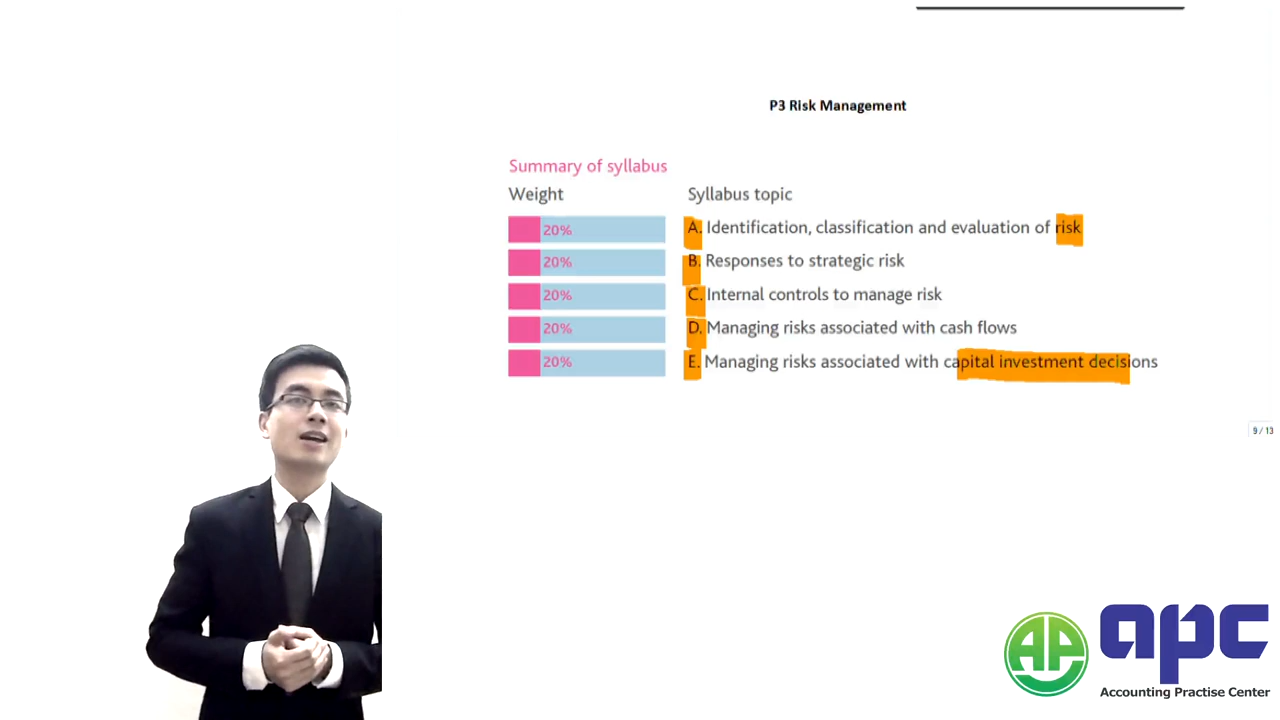 P3 Risk Management
Summary of syllabus
Weight Syllabus topic
20% A. Identification, classification and evaluation of risk
20% B. Responses to strategic risk
20% C. Internal controls to manage risk
20% D. Managing risks associated with cash flows
20% E. Managing risks associated with capital investment decisions
9 / 13
AP
apc
Accounting Practise Center